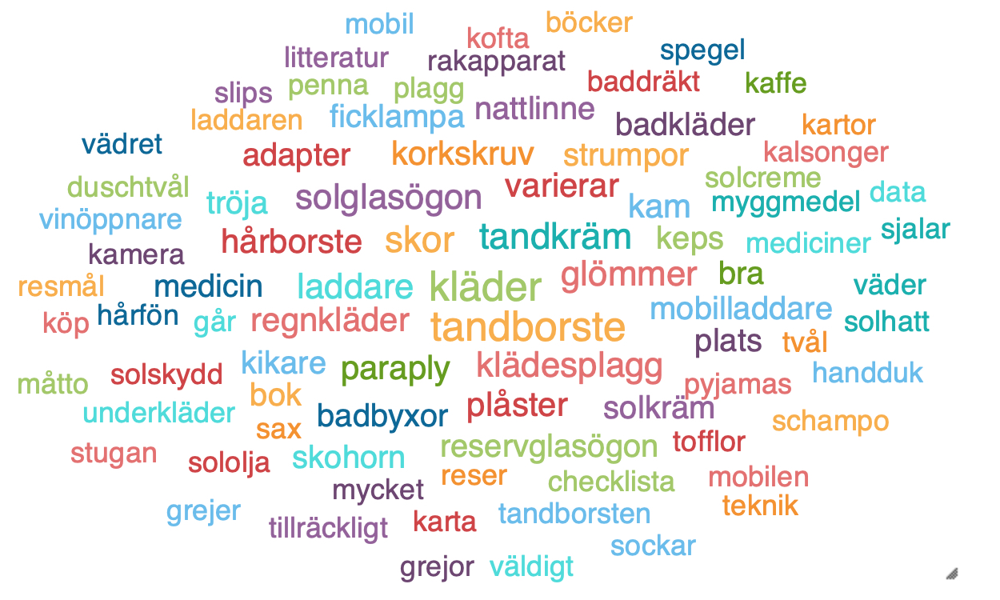 mobil
kofta
böcker
litteratur
rakapparat
spegel
slips
penna
plagg
baddräkt
kaffe
laddaren
ficklampa
nattlinne
badkläder
kartor
vädret
adapter
korkskruv
strumpor
kalsonger
duschtvål
tröja
solglasögon
varierar
solcreme
data
vinöppnare
kam
myggmedel
sjalar
kamera
hårborste
skor
tandkräm
keps
mediciner
resmål
medicin
laddare
kläder
glömmer
bra
väder
köp
hårfön
går
regnkläder
tandborste
mobilladdare
solhatt
plats
tvål
måtto
solskydd
kikare
paraply
klädesplagg
pyjamas
handduk
underkläder
bok
sax
badbyxor
plåster
solkräm
schampo
stugan
sololja
skohorn
reservglasögon
tofflor
mycket
reser
checklista
mobilen
grejer
tillräckligt
karta
tandborsten
teknik
sockar
grejor
väldigt